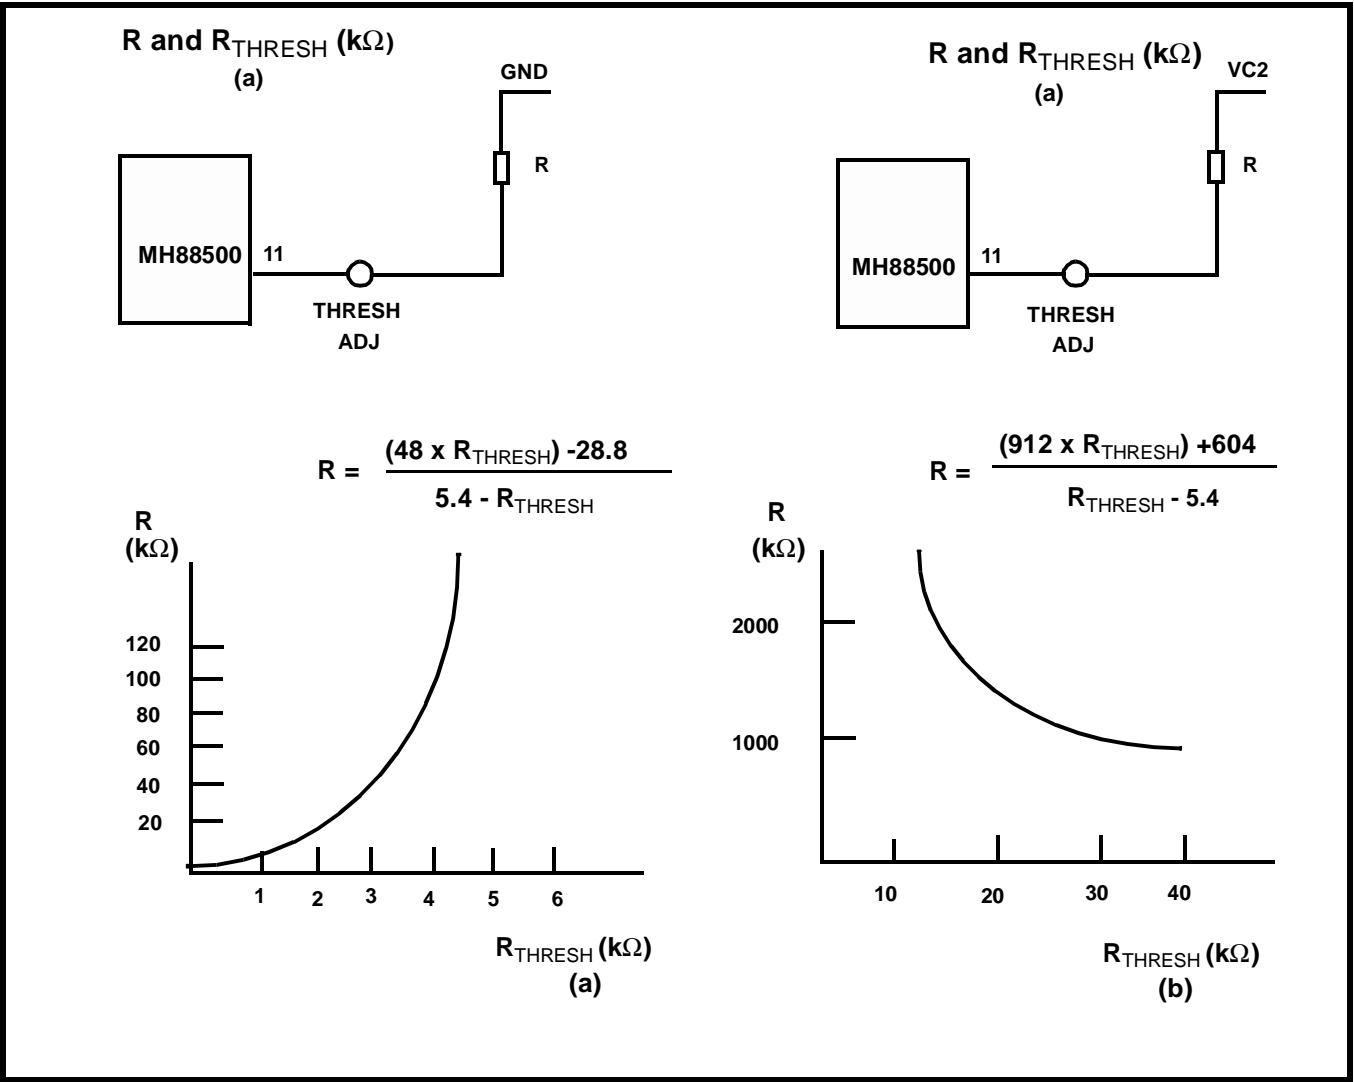 R and RTHRESH (kΩ)
(a)
GND
R
MH88500
11
THRESH
ADJ
R = (48 x RTHRESH) -28.8
5.4 - RTHRESH
R
(kΩ)
120
100
80
60
40
20
1 2 3 4 5 6
RTHRESH (kΩ)
(a)
R and RTHRESH (kΩ)
(a)
VC2
R
MH88500
11
THRESH
ADJ
R = (912 x RTHRESH) +604
RTHRESH - 5.4
R
(kΩ)
2000
1000
10 20 30 40
RTHRESH (kΩ)
(b)